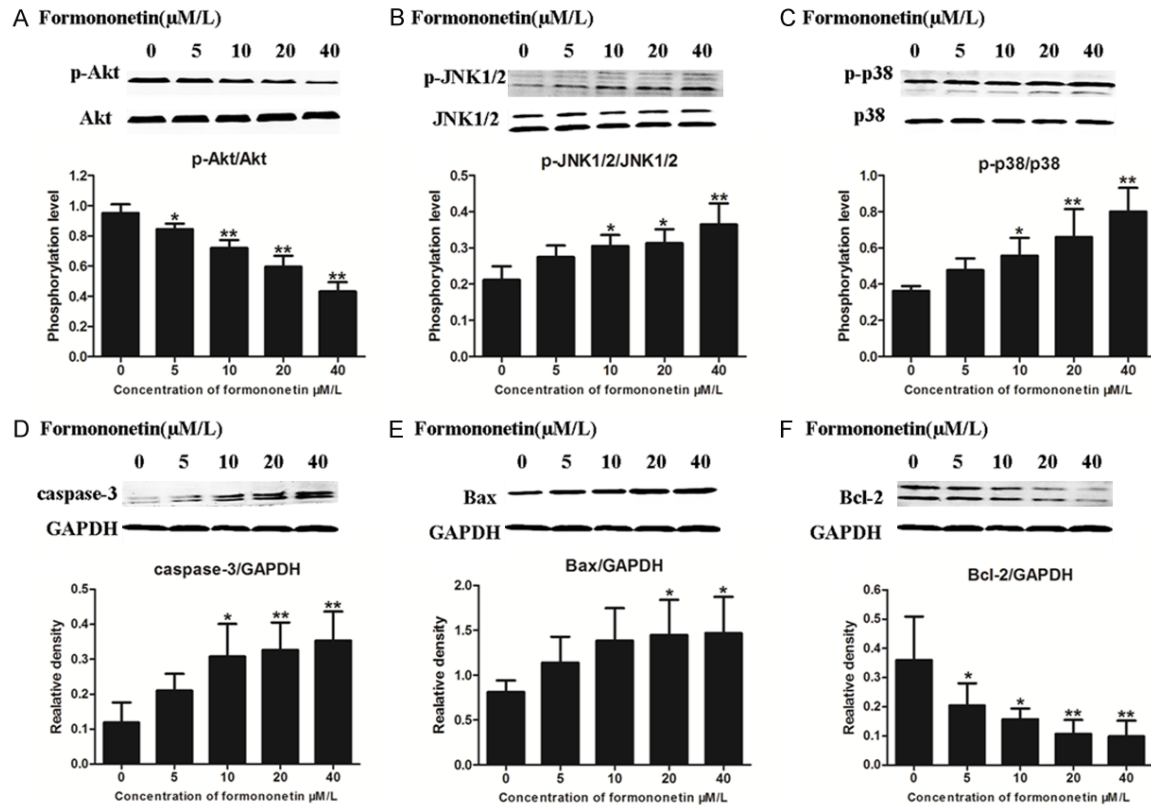 A Formononetin(µM/L)
0 5 10 20 40
p-Akt
Akt
p-Akt/Akt
Phosphorylation level
1.2
1.0
0.8
0.6
0.4
0.2
0.0
* ** ** **
0 5 10 20 40
Concentration of formononetin µM/L
B Formononetin(µM/L)
0 5 10 20 40
p-JNK1/2
JNK1/2
p-JNK1/2/JNK1/2
Phosphorylation level
0.5
0.4
0.3
0.2
0.1
0.0
* * **
0 5 10 20 40
Concentration of formononetin µM/L
C Formononetin(µM/L)
0 5 10 20 40
p-p38
p38
p-p38/p38
Phosphorylation level
1.0
0.8
0.6
0.4
0.2
0.0
* ** **
0 5 10 20 40
Concentration of formononetin µM/L
D Formononetin(µM/L)
0 5 10 20 40
caspase-3
GAPDH
caspase-3/GAPDH
Realative density
0.5
0.4
0.3
0.2
0.1
0.0
* ** **
0 5 10 20 40
Concentration of formononetin µM/L
E Formononetin(µM/L)
0 5 10 20 40
Bax
GAPDH
Bax/GAPDH
Realative density
2.0
1.5
1.0
0.5
0.0
* *
0 5 10 20 40
Concentration of formononetin µM/L
F Formononetin(µM/L)
0 5 10 20 40
Bcl-2
GAPDH
Bcl-2/GAPDH
Realative density
0.6
0.5
0.4
0.3
0.2
0.1
0.0
* * ** **
0 5 10 20 40
Concentration of formononetin µM/L